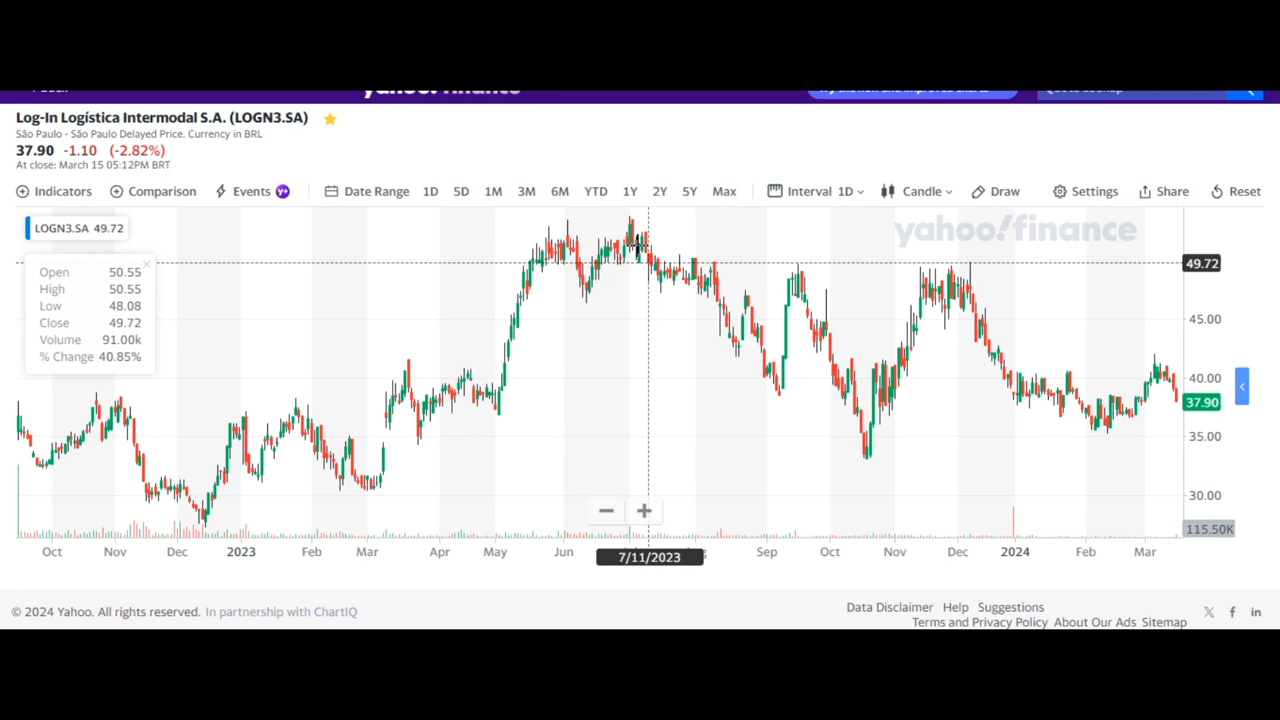 yahoo! finance
Log-In Logística Intermodal S.A. (LOGN3.SA)
São Paulo - São Paulo Delayed Price. Currency in BRL
37.90 -1.10 (-2.82%)
At close: March 15 05:12PM BRT
Indicators Comparison Events Y+ Date Range 1D 5D 1M 3M 6M YTD 1Y 2Y 5Y Max Interval 1D Candle Draw Settings Share Reset
LOGN3.SA 49.72
yahoo!finance
Open 50.55
High 50.55
Low 48.08
Close 49.72
Volume 91.00k
% Change 40.85%
49.72
45.00
40.00
37.90
35.00
30.00
115.50K
Oct Nov Dec 2023 Feb Mar Apr May Jun Sep Oct Nov Dec 2024 Feb Mar
7/11/2023
© 2024 Yahoo. All rights reserved. In partnership with ChartIQ
Data Disclaimer Help Suggestions
Terms and Privacy Policy About Our Ads Sitemap